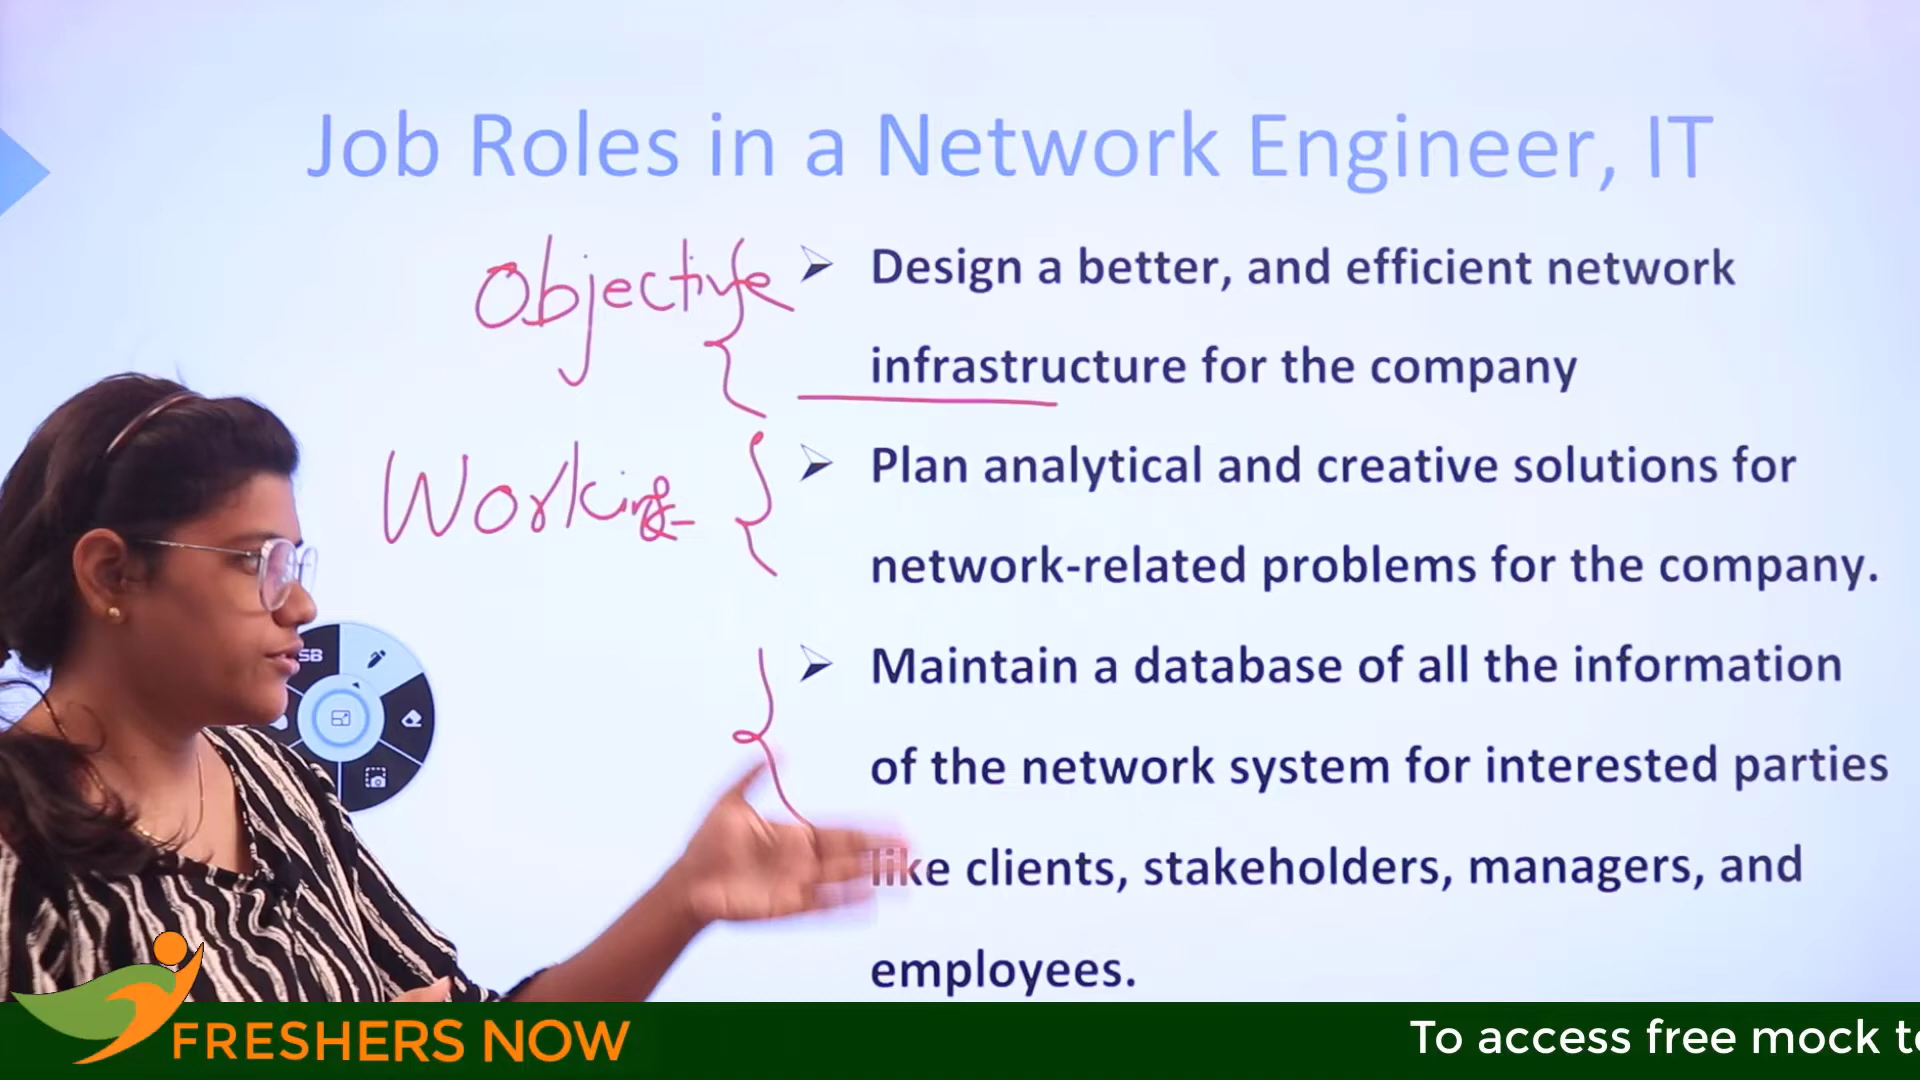 Job Roles in a Network Engineer, IT
Objective
Design a better, and efficient network
infrastructure for the company
Working
Plan analytical and creative solutions for
network-related problems for the company.
Maintain a database of all the information
of the network system for interested parties
like clients, stakeholders, managers, and
employees.
SB
FRESHERS NOW
To access free mock te